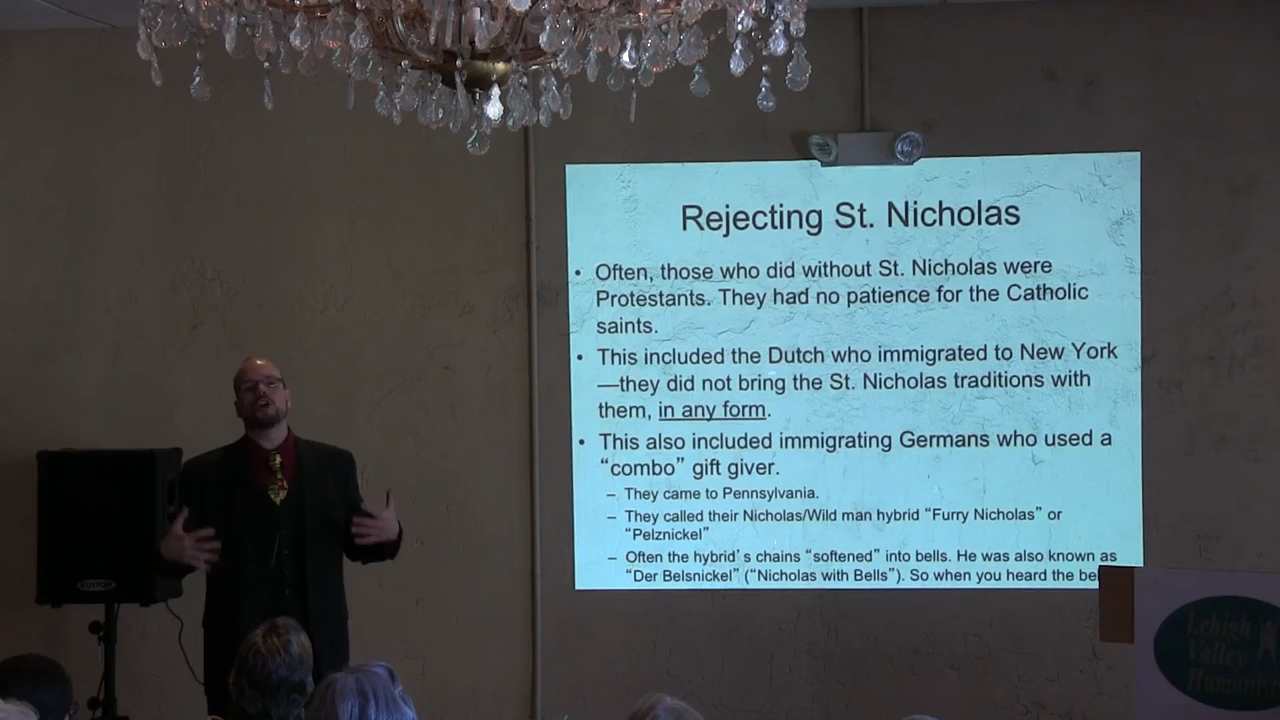 Rejecting St. Nicholas
• Often, those who did without St. Nicholas were
Protestants. They had no patience for the Catholic
saints.
• This included the Dutch who immigrated to New York
—they did not bring the St. Nicholas traditions with
them, in any form.
• This also included immigrating Germans who used a
“combo” gift giver.
– They came to Pennsylvania.
– They called their Nicholas/Wild man hybrid “Furry Nicholas” or
“Pelznickel”
– Often the hybrid’s chains “softened” into bells. He was also known as
“Der Belsnickel” (“Nicholas with Bells”). So when you heard the be
KUSTOM
Lehigh
Valley